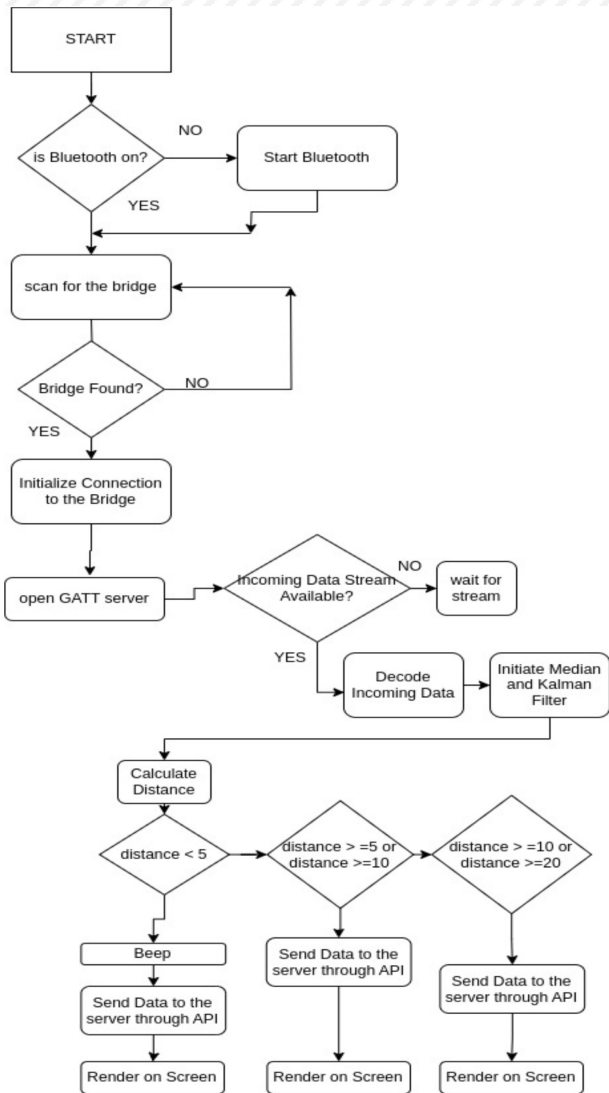 START
is Bluetooth on?
NO
Start Bluetooth
YES
scan for the bridge
Bridge Found?
NO
YES
Initialize Connection
to the Bridge
open GATT server
Incoming Data Stream
Available?
NO
wait for
stream
YES
Decode
Incoming Data
Initiate Median
and Kalman
Filter
Calculate
Distance
distance < 5
distance > =5 or
distance >=10
distance > =10 or
distance >=20
Beep
Send Data to the
server through API
Render on Screen
Send Data to the
server through API
Render on Screen
Send Data to the
server through API
Render on Screen